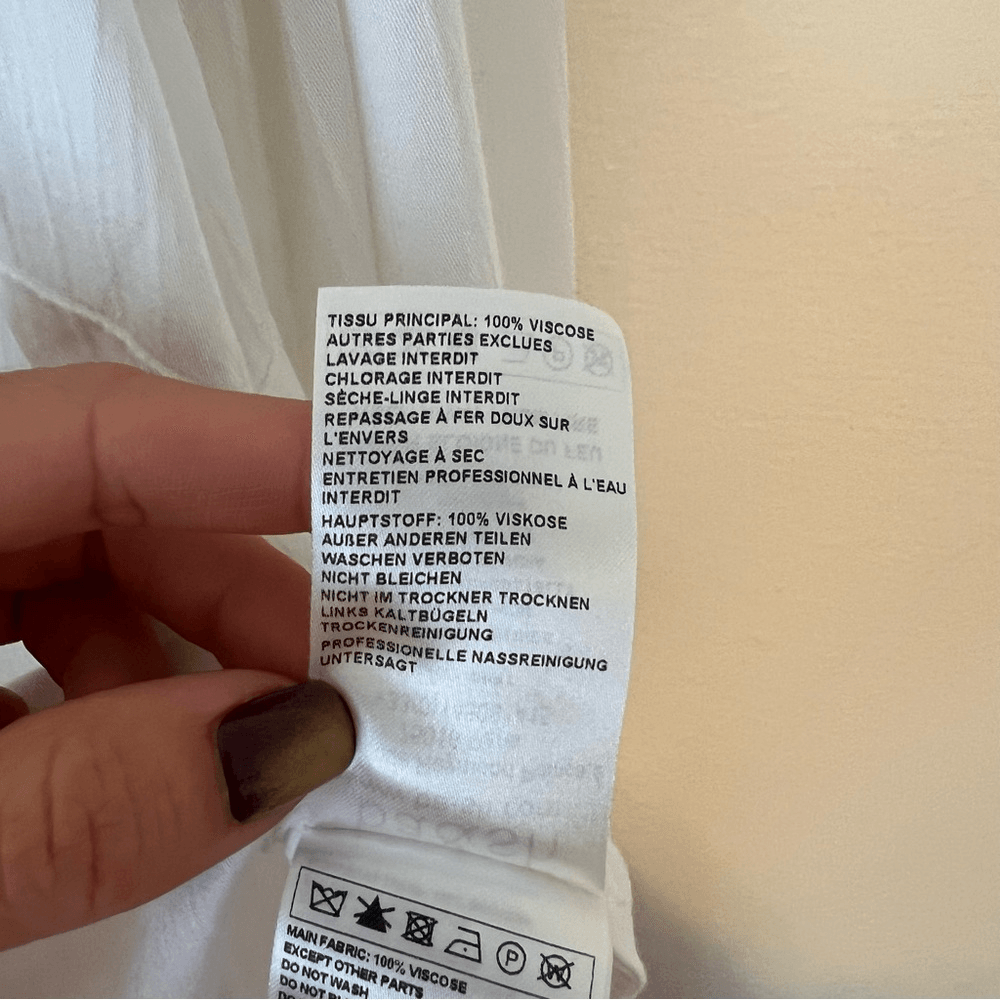 TISSU PRINCIPAL: 100% VISCOSE
AUTRES PARTIES EXCLUES
LAVAGE INTERDIT
CHLORAGE INTERDIT
SÈCHE-LINGE INTERDIT
REPASSAGE À FER DOUX SUR
L'ENVERS
NETTOYAGE À SEC
ENTRETIEN PROFESSIONNEL À L'EAU
INTERDIT
HAUPTSTOFF: 100% VISKOSE
AUßER ANDEREN TEILEN
WASCHEN VERBOTEN
NICHT BLEICHEN
NICHT IM TROCKNER TROCKNEN
LINKS KALTBÜGELN
TROCKENREINIGUNG
PROFESSIONELLE NASSREINIGUNG
UNTERSAGT
P W
MAIN FABRIC: 100% VISCOSE
EXCEPT OTHER PARTS
DO NOT WASH
DO NOT